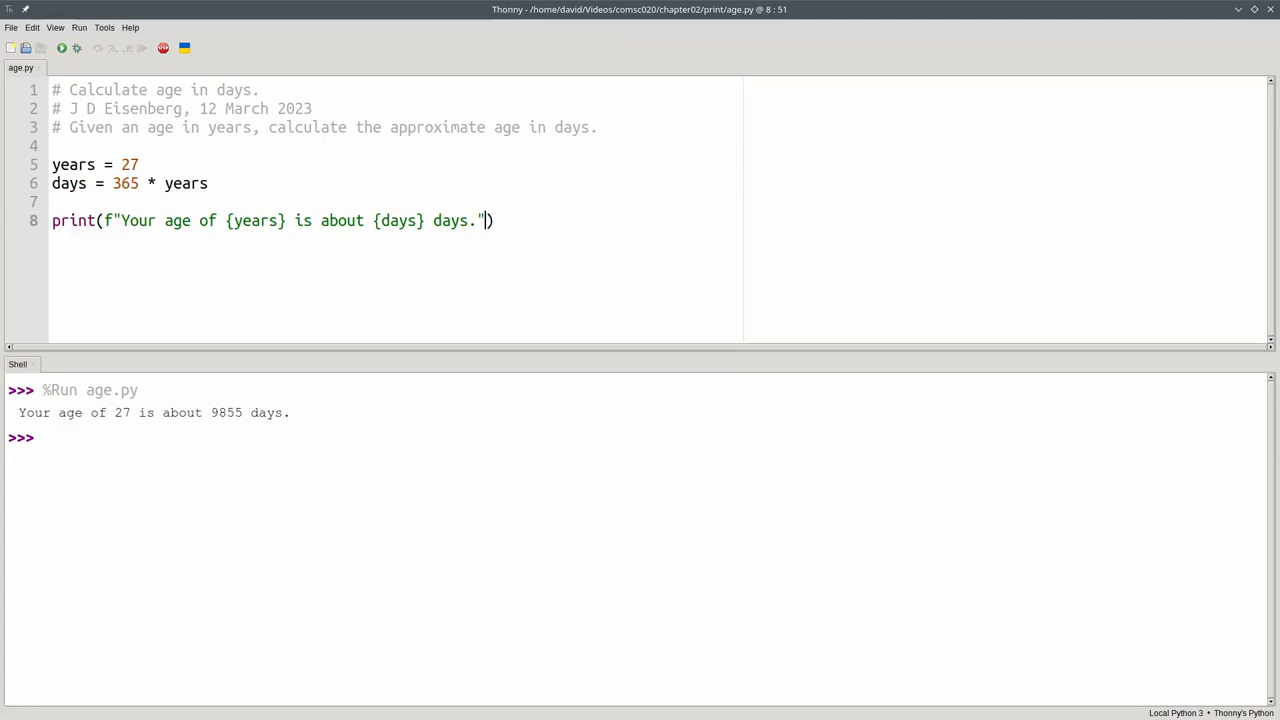 Thonny - /home/david/Videos/comsc020/chapter02/print/age.py @ 8 : 51
File Edit View Run Tools Help
age.py
1 # Calculate age in days.
2 # J D Eisenberg, 12 March 2023
3 # Given an age in years, calculate the approximate age in days.
4
5 years = 27
6 days = 365 * years
7
8 print(f"Your age of {years} is about {days} days.")
Shell
>>> %Run age.py
Your age of 27 is about 9855 days.
>>>
Local Python 3 • Thonny's Python